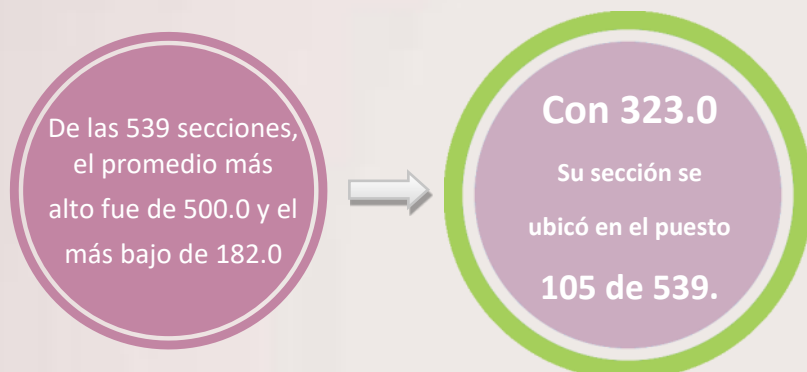 De las 539 secciones,
el promedio más
alto fue de 500.0 y el
más bajo de 182.0
Con 323.0
Su sección se
ubicó en el puesto
105 de 539.